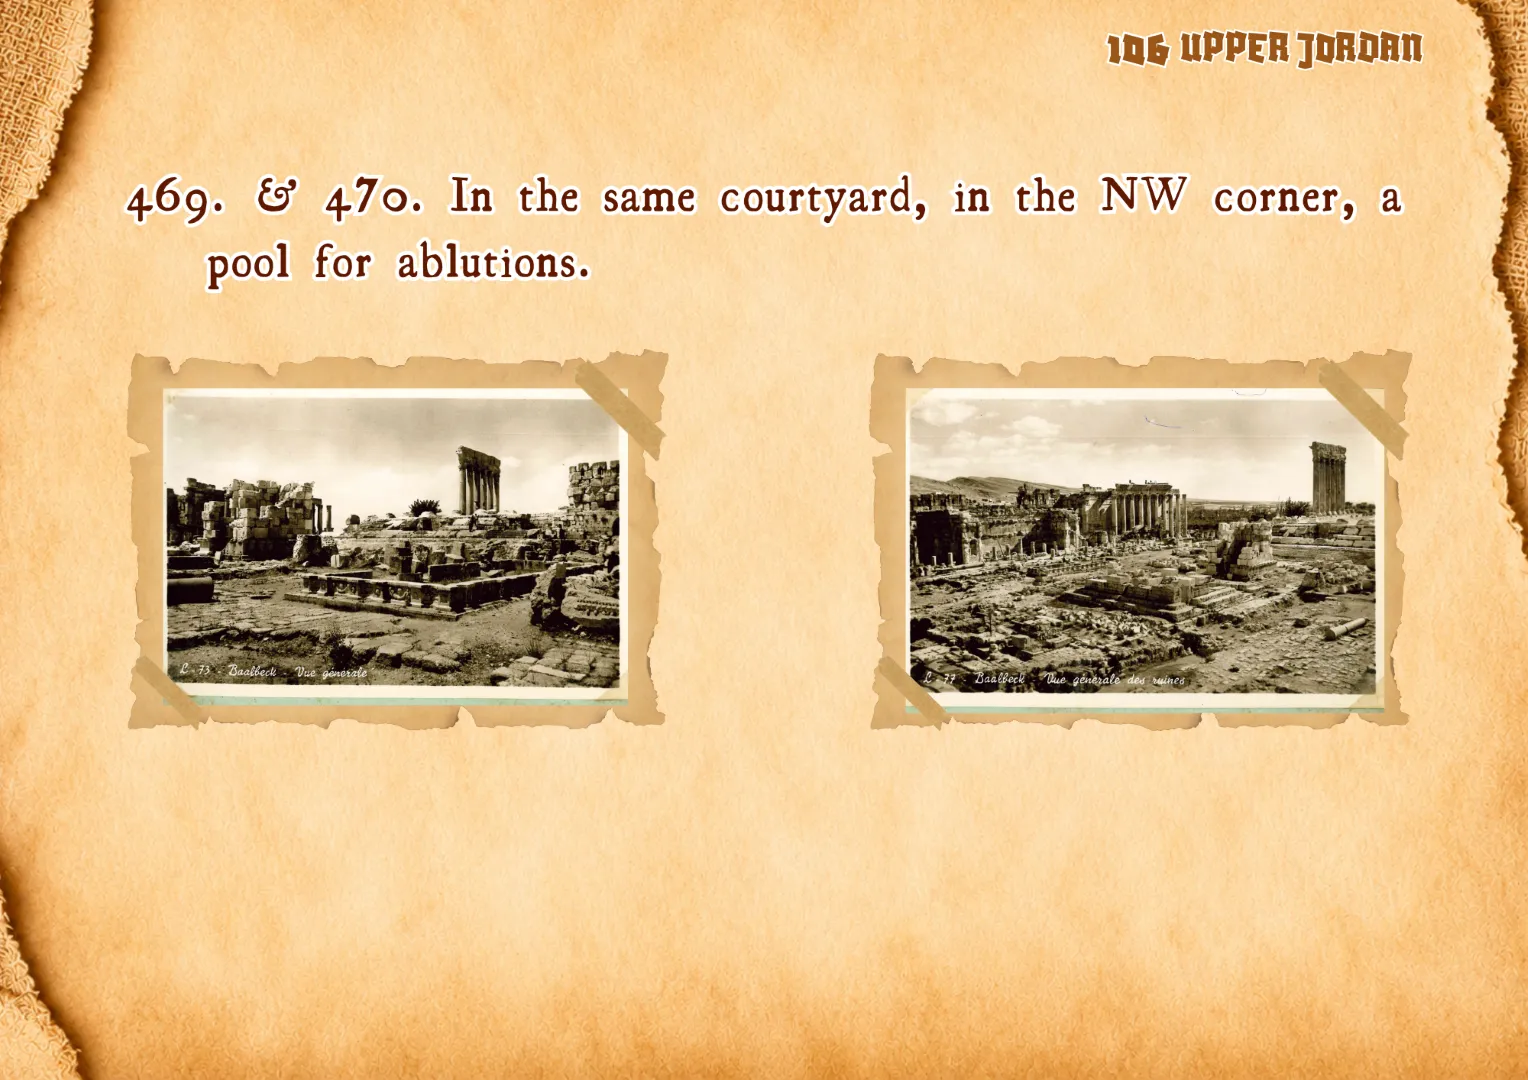 106 UPPER JORDAN
469. & 470. In the same courtyard, in the NW corner, a
pool for ablutions.
L - 73 - Baalbeck - Vue générale
L - 77 - Baalbeck - Vue générale des ruines